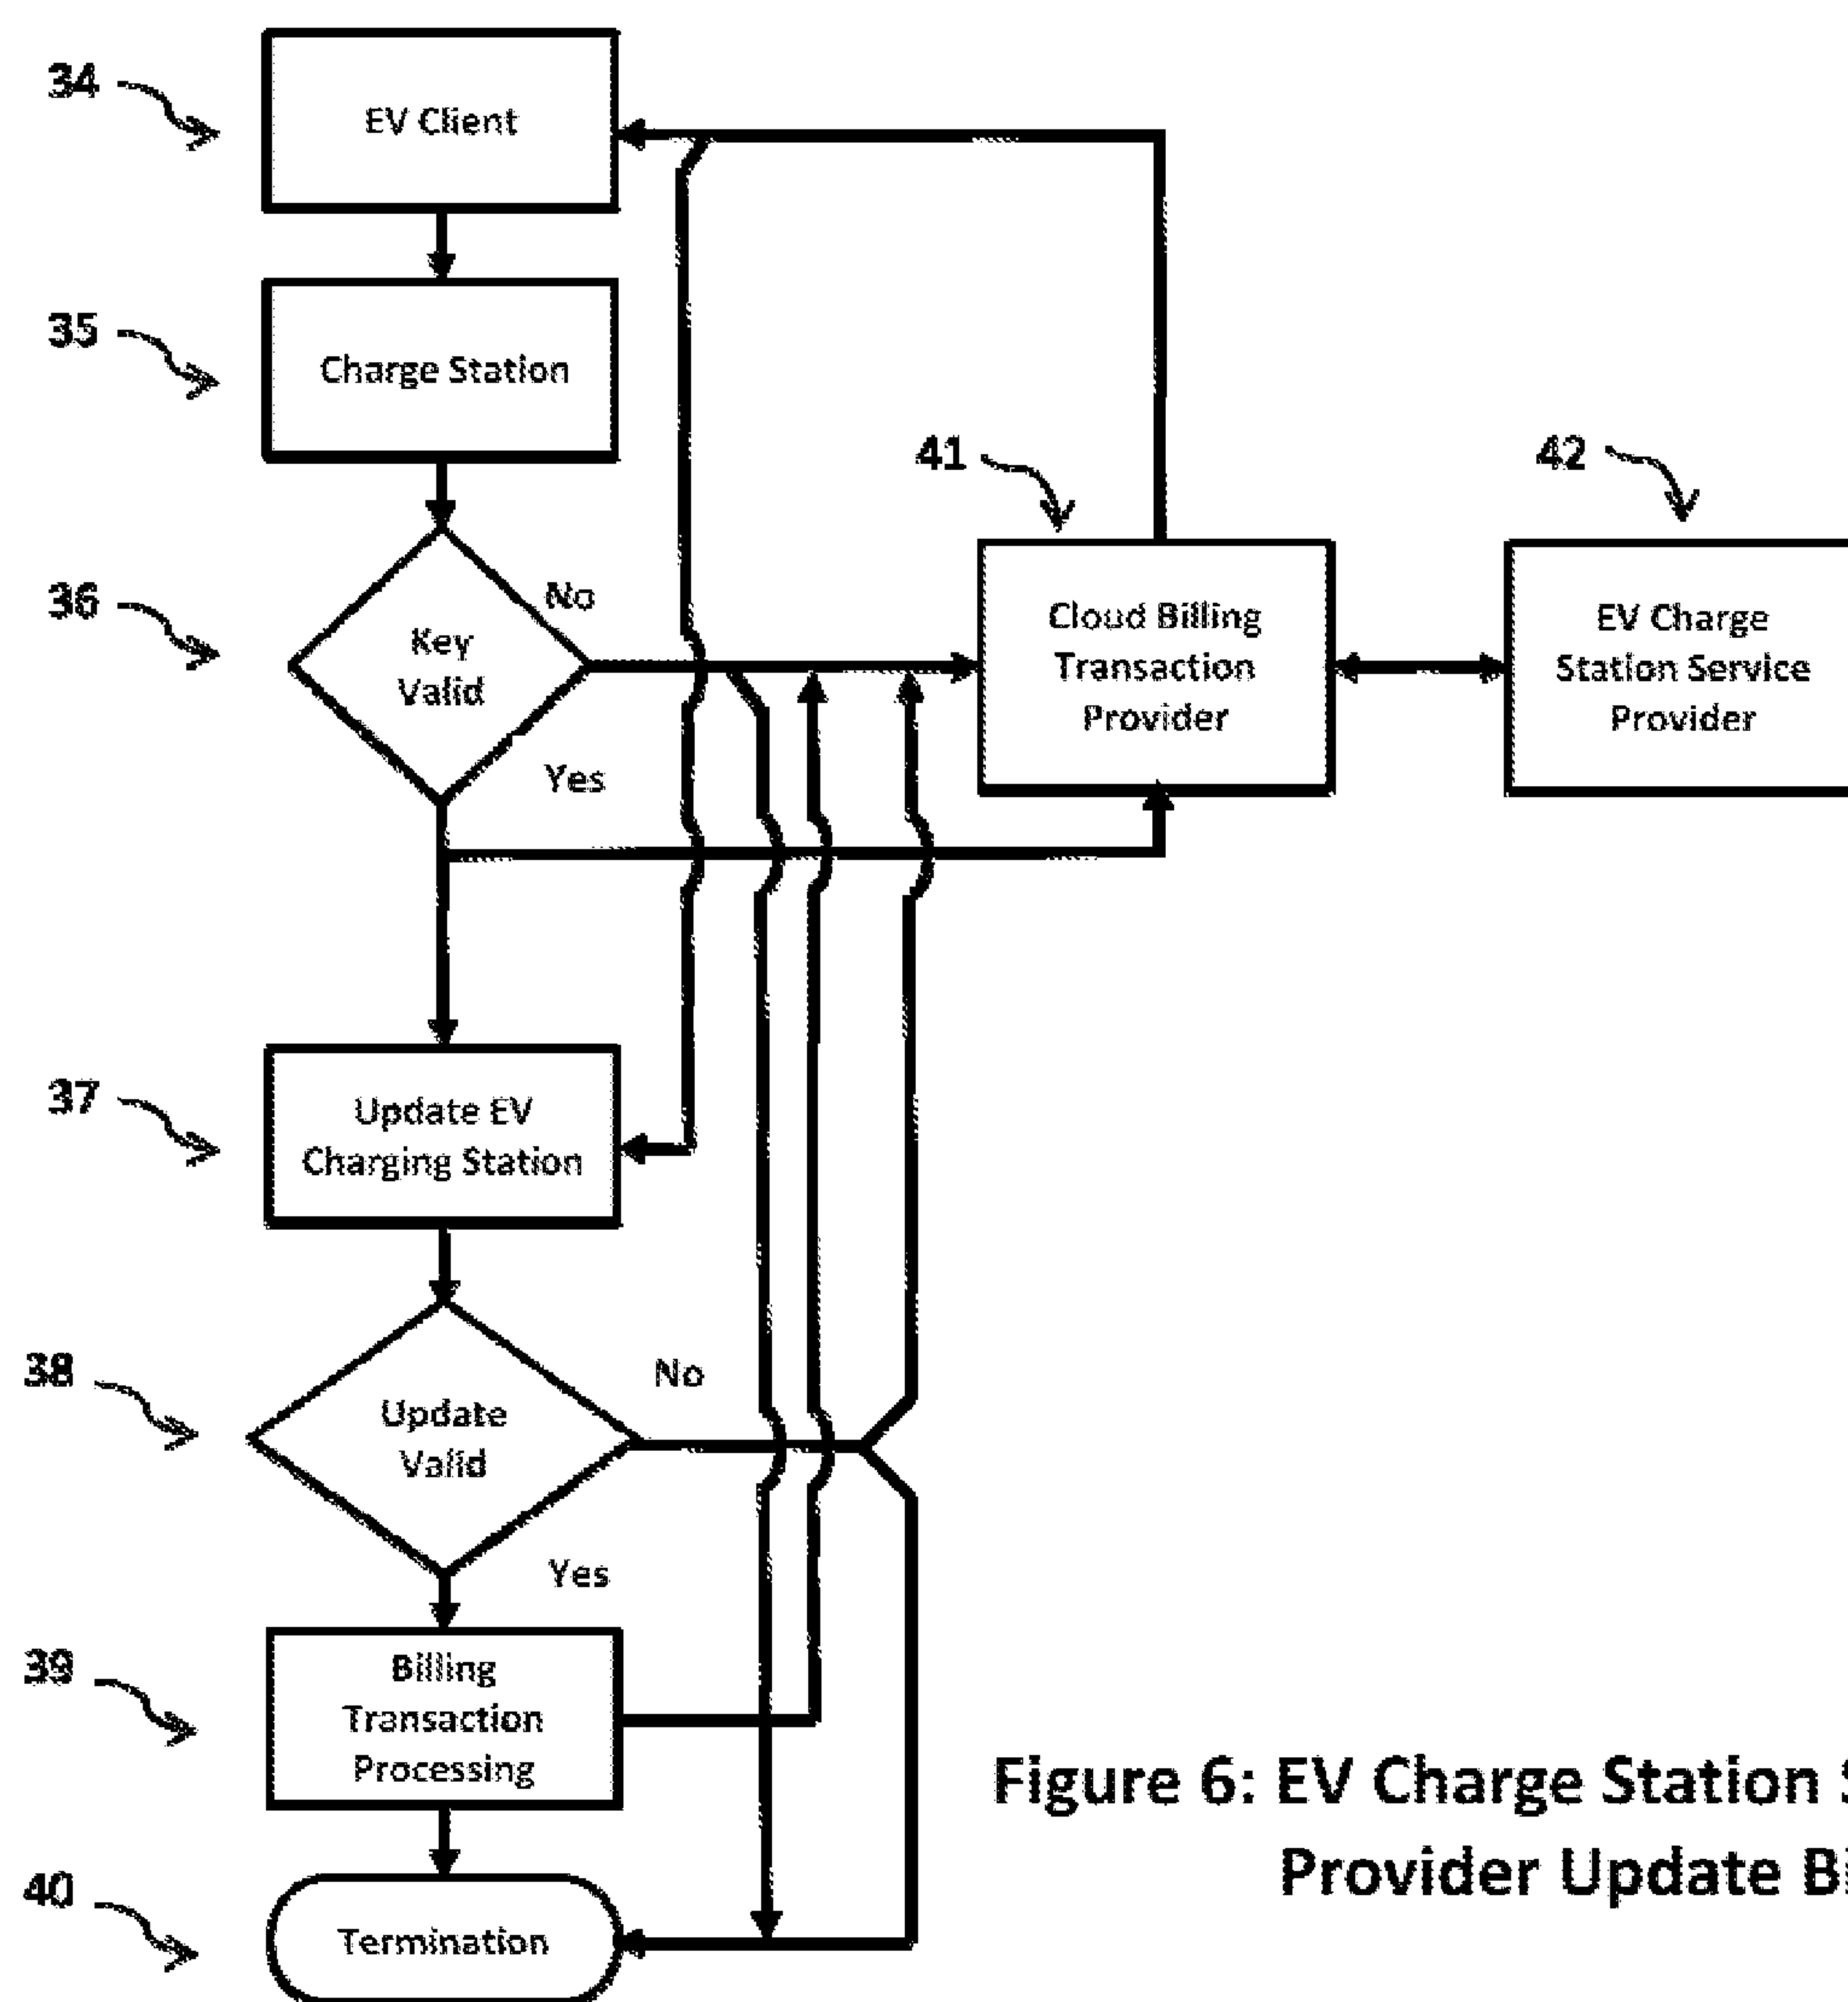 34
EV Client
35
Charge Station
41
42
36
No
Key
Valid
Yes
Cloud Billing
Transaction
Provider
EV Charge
Station Service
Provider
37
Update EV
Charging Station
38
No
Update
Valid
Yes
39
Billing
Transaction
Processing
40
Termination
Figure 6: EV Charge Station
Provider Update